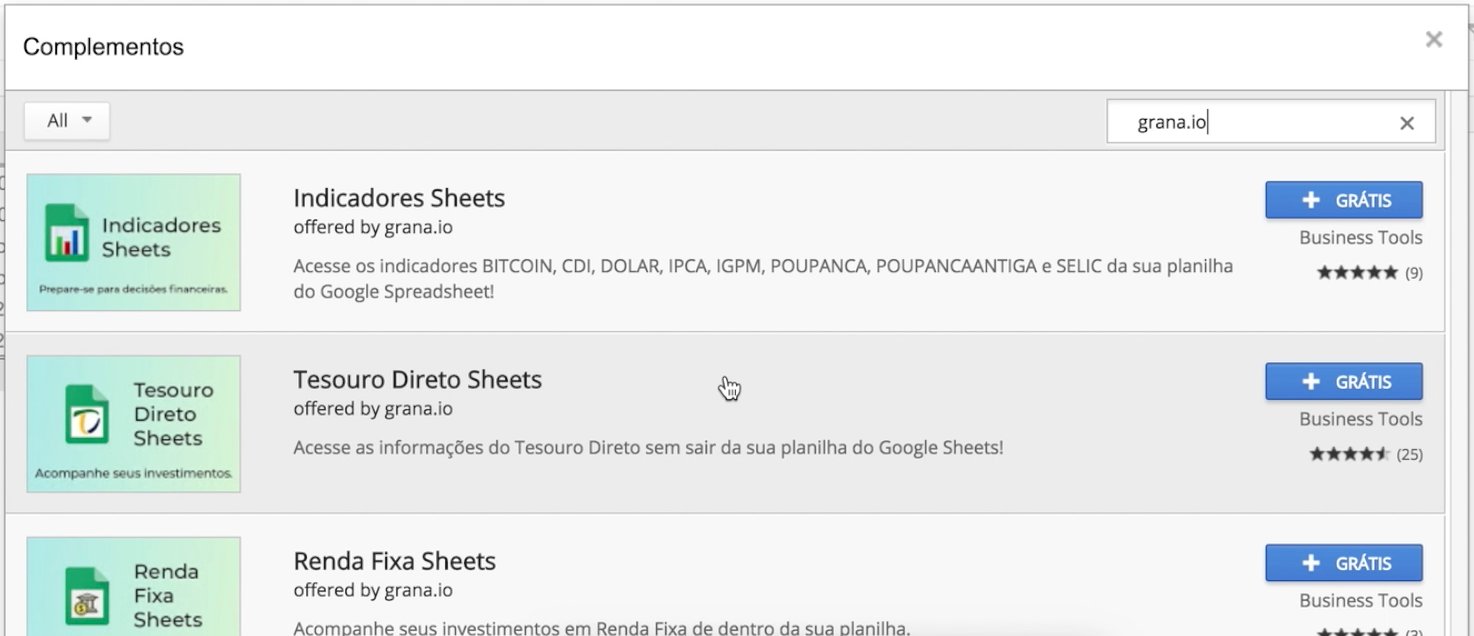 Complementos
All
grana.io
Indicadores
Sheets
Prepare-se para decisões financeiras.
Indicadores Sheets
offered by grana.io
Acesse os indicadores BITCOIN, CDI, DOLAR, IPCA, IGPM, POUPANCA, POUPANCAANTIGA e SELIC da sua planilha
do Google Spreadsheet!
GRÁTIS
Business Tools
(9)
Tesouro
Direto
Sheets
Acompanhe seus investimentos.
Tesouro Direto Sheets
offered by grana.io
Acesse as informações do Tesouro Direto sem sair da sua planilha do Google Sheets!
GRÁTIS
Business Tools
(25)
Renda
Fixa
Sheets
Renda Fixa Sheets
offered by grana.io
Acompanhe seus investimentos em Renda Fixa de dentro da sua planilha.
GRÁTIS
Business Tools